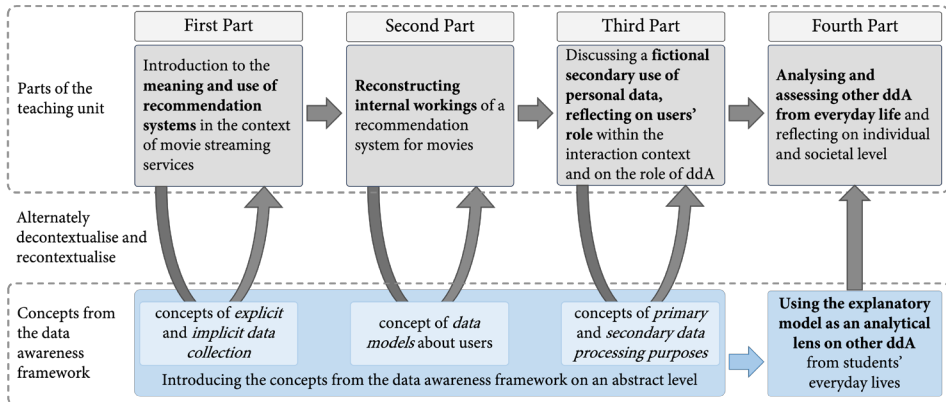 First Part
Second Part
Third Part
Fourth Part
Parts of the
teaching unit
Introduction to the
meaning and use of
recommendation
systems in the context
of movie streaming
services
Reconstructing
internal workings of a
recommendation
system for movies
Discussing a fictional
secondary use of
personal data,
reflecting on users'
role within the
interaction context
and on the role of ddA
Analysing and
assessing other ddA
from everyday life and
reflecting on individual
and societal level
Alternately
decontextualise and
recontextualise
Concepts from
the data
awareness
framework
concepts of explicit
and implicit data
collection
concept of data
models about users
concepts of primary
and secondary data
processing purposes
Introducing the concepts from the data awareness framework on an abstract level
Using the explanatory
model as an analytical
lens on other ddA
from students'
everyday lives